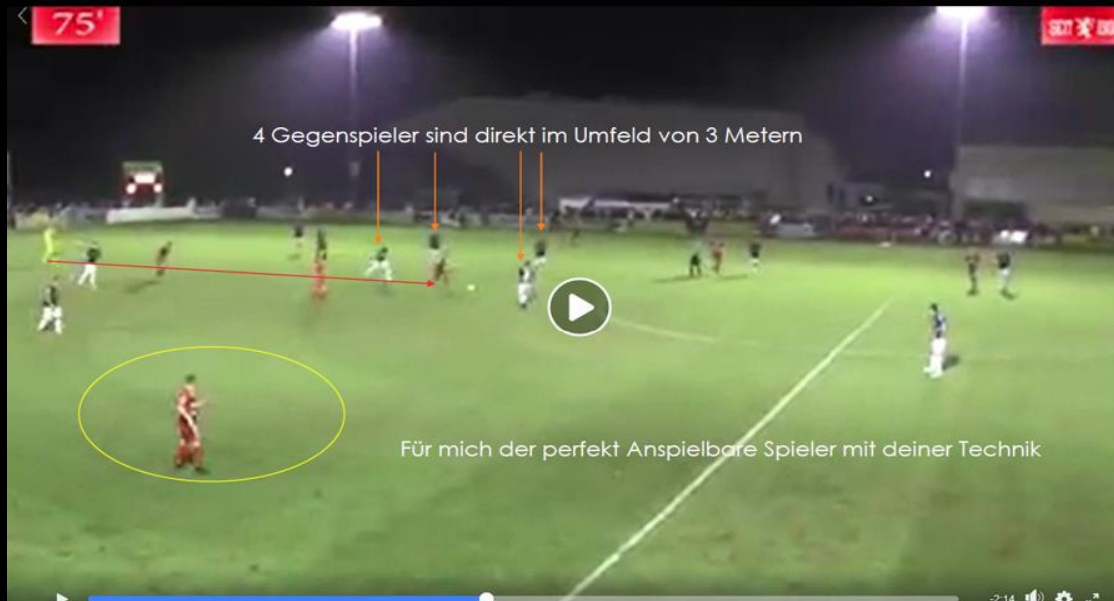 75'
4 Gegenspieler sind direkt im Umfeld von 3 Metern
Für mich der perfekt Anspielbare Spieler mit deiner Technik
-2:14